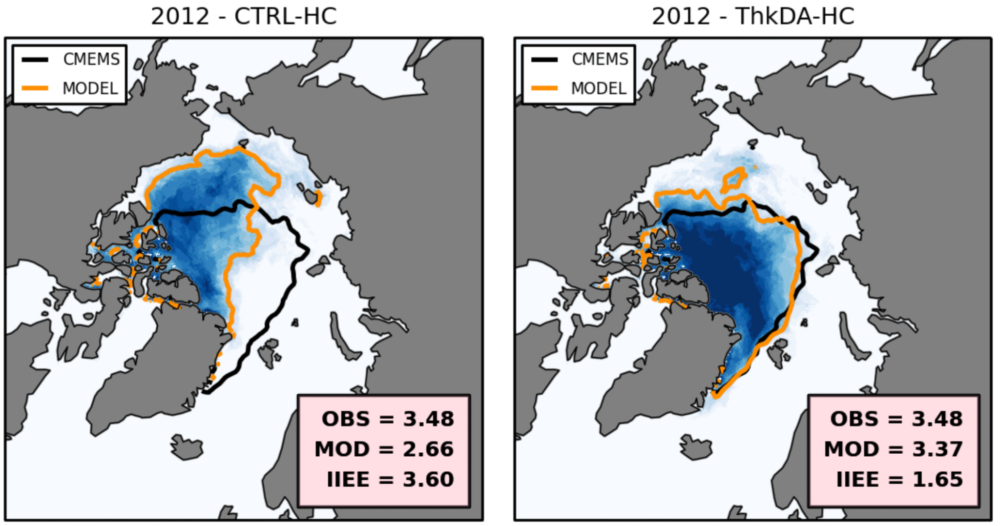 2012 - CTRL-HC
CMEMS
MODEL
OBS = 3.48
MOD = 2.66
IIEE = 3.60
2012 - ThkDA-HC
CMEMS
MODEL
OBS = 3.48
MOD = 3.37
IIEE = 1.65